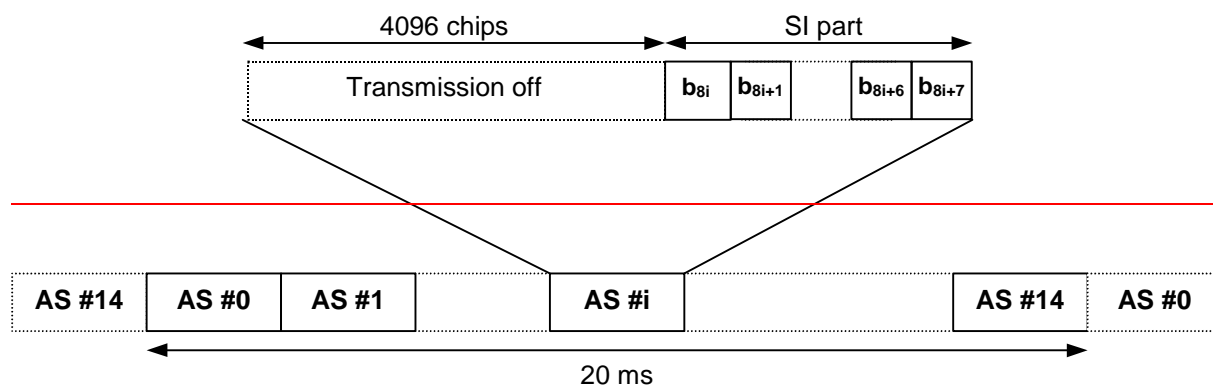 4096 chips SI part
Transmission off b8i b8i+1 b8i+6 b8i+7
AS #14 AS #0 AS #1 AS #i AS #14 AS #0
20 ms